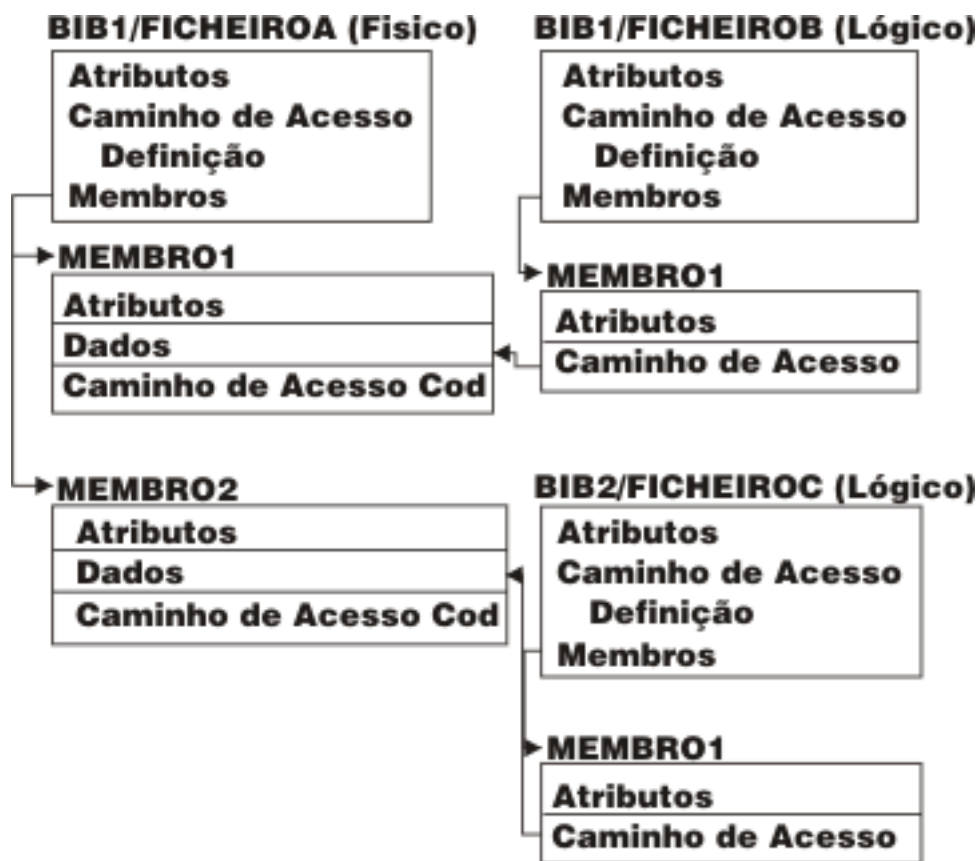 BIB1/FICHEIROA (Fisico)
Atributos
Caminho de Acesso
Definição
Membros
MEMBRO1
Atributos
Dados
Caminho de Acesso Cod
MEMBRO2
Atributos
Dados
Caminho de Acesso Cod
BIB1/FICHEIROB (Lógico)
Atributos
Caminho de Acesso
Definição
Membros
MEMBRO1
Atributos
Caminho de Acesso
BIB2/FICHEIROC (Lógico)
Atributos
Caminho de Acesso
Definição
Membros
MEMBRO1
Atributos
Caminho de Acesso